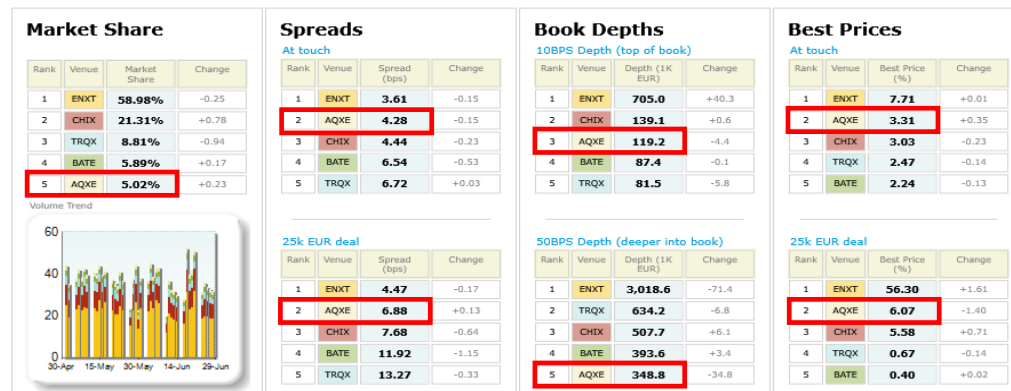 Market Share
Rank Venue Market Share Change
1 ENXT 58.98% -0.25
2 CHIX 21.31% +0.78
3 TRQX 8.81% -0.94
4 BATE 5.89% +0.17
5 AQXE 5.02% +0.23
Volume Trend
60
40
20
0
30-Apr 15-May 30-May 14-Jun 29-Jun
Spreads
At touch
Rank Venue Spread (bps) Change
1 ENXT 3.61 -0.15
2 AQXE 4.28 -0.15
3 CHIX 4.44 -0.23
4 BATE 6.54 -0.53
5 TRQX 6.72 +0.03
25k EUR deal
Rank Venue Spread (bps) Change
1 ENXT 4.47 -0.17
2 AQXE 6.88 +0.13
3 CHIX 7.68 -0.64
4 BATE 11.92 -1.15
5 TRQX 13.27 -0.33
Book Depths
10BPS Depth (top of book)
Rank Venue Depth (1K EUR) Change
1 ENXT 705.0 +40.3
2 CHIX 139.1 +0.6
3 AQXE 119.2 -4.4
4 BATE 87.4 -0.1
5 TRQX 81.5 -5.8
50BPS Depth (deeper into book)
Rank Venue Depth (1K EUR) Change
1 ENXT 3,018.6 -71.4
2 TRQX 634.2 -6.8
3 CHIX 507.7 +6.1
4 BATE 393.6 +3.4
5 AQXE 348.8 -34.8
Best Prices
At touch
Rank Venue Best Price (%) Change
1 ENXT 7.71 +0.01
2 AQXE 3.31 +0.35
3 CHIX 3.03 -0.23
4 TRQX 2.47 -0.14
5 BATE 2.24 -0.13
25k EUR deal
Rank Venue Best Price (%) Change
1 ENXT 56.30 +1.61
2 AQXE 6.07 -1.40
3 CHIX 5.58 +0.71
4 TRQX 0.67 -0.14
5 BATE 0.40 +0.02